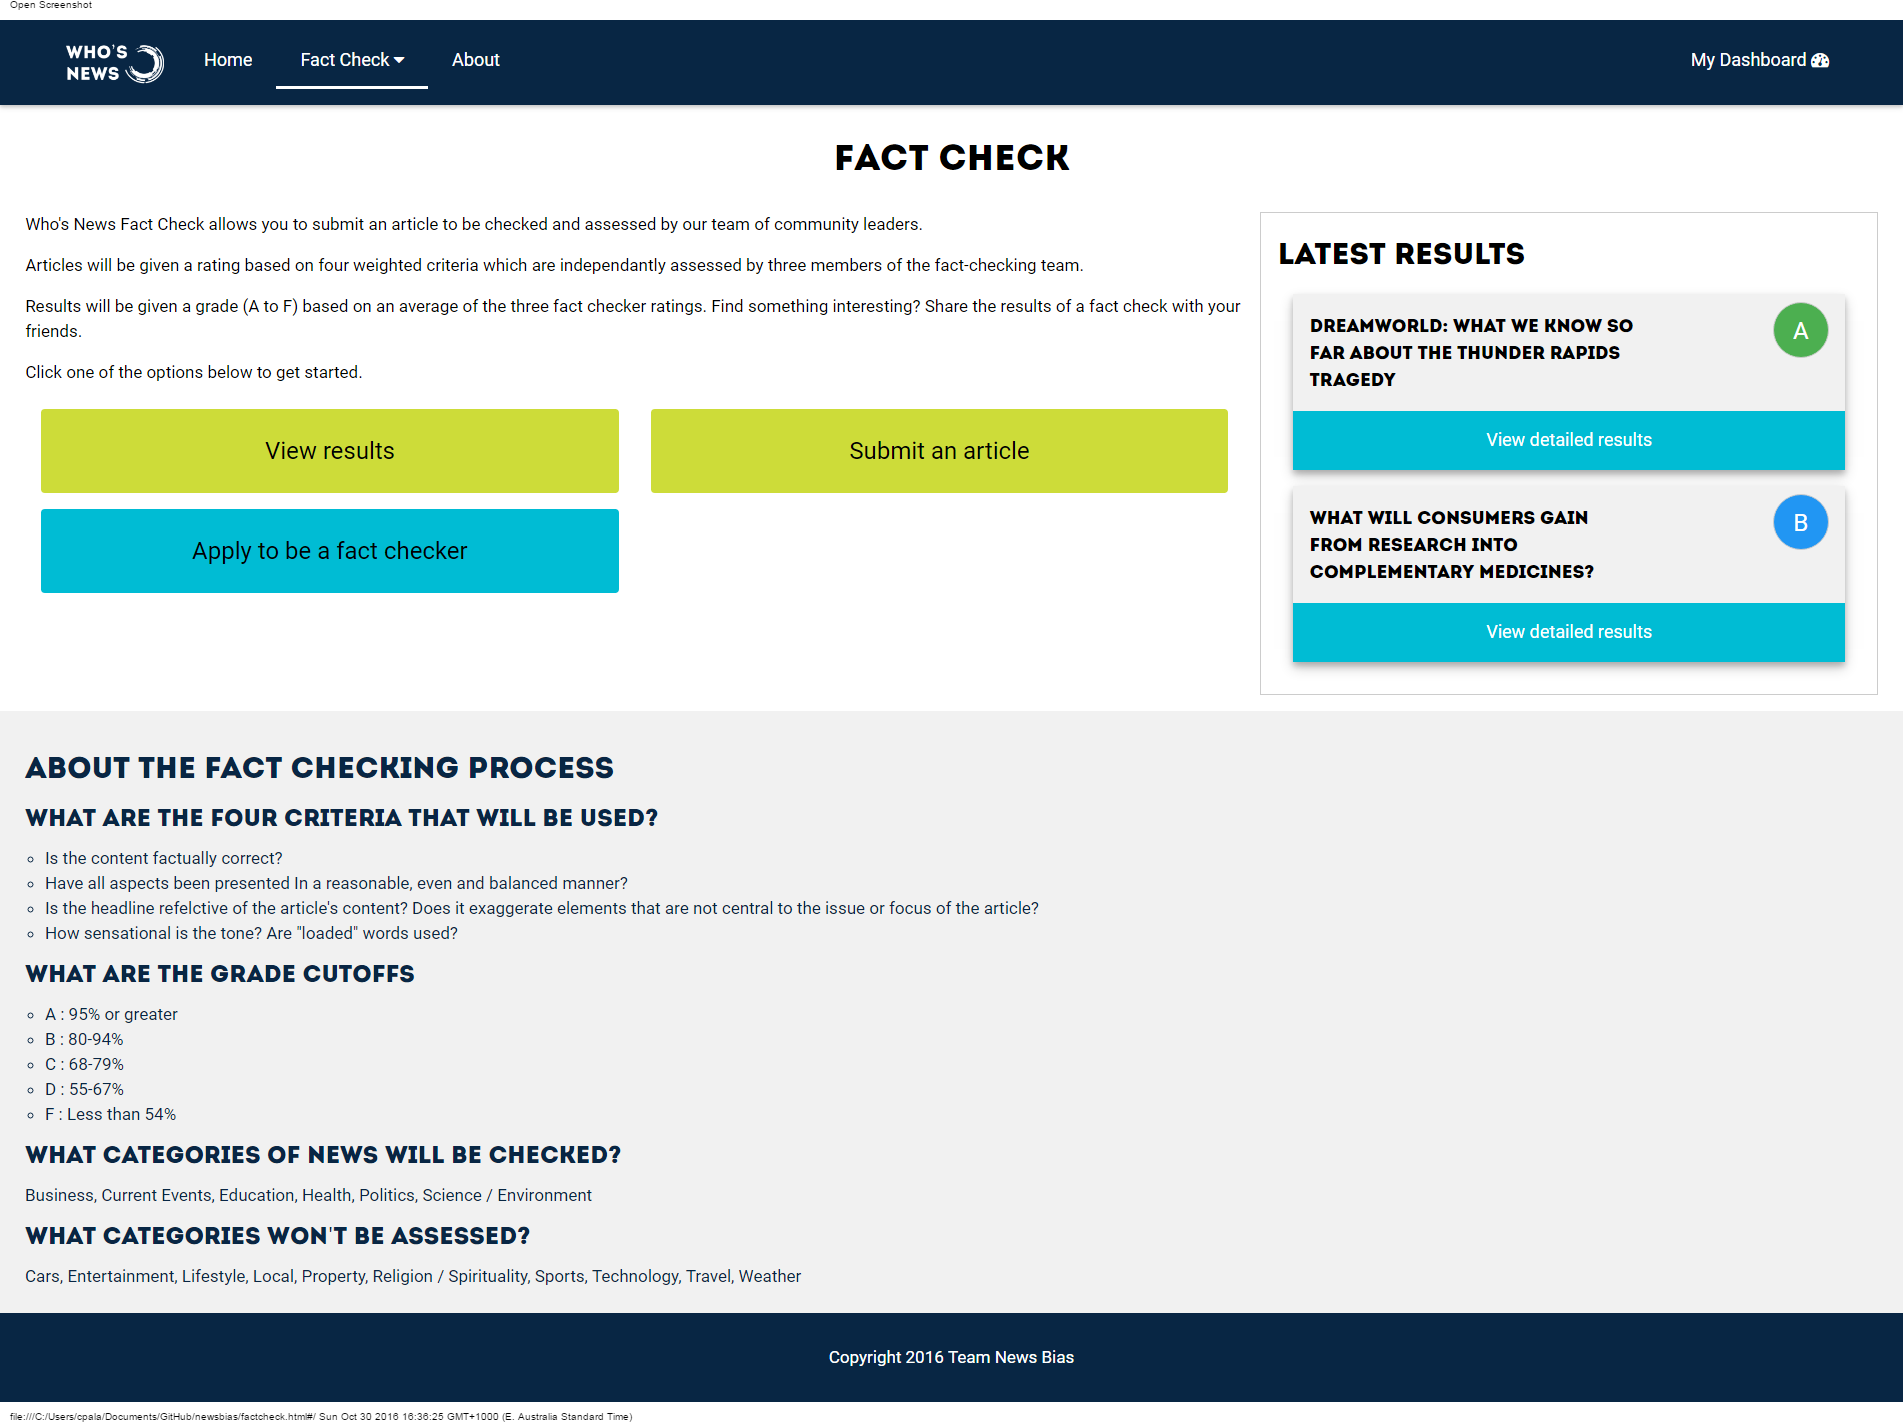 Open Screenshot
WHO'S
NEWS
Home
Fact Check
About
My Dashboard
FACT CHECK
Who's News Fact Check allows you to submit an article to be checked and assessed by our team of community leaders.
Articles will be given a rating based on four weighted criteria which are independantly assessed by three members of the fact-checking team.
Results will be given a grade (A to F) based on an average of the three fact checker ratings. Find something interesting? Share the results of a fact check with your
friends.
Click one of the options below to get started.
View results
Submit an article
Apply to be a fact checker
LATEST RESULTS
DREAMWORLD: WHAT WE KNOW SO
FAR ABOUT THE THUNDER RAPIDS
TRAGEDY
A
View detailed results
WHAT WILL CONSUMERS GAIN
FROM RESEARCH INTO
COMPLEMENTARY MEDICINES?
B
View detailed results
ABOUT THE FACT CHECKING PROCESS
WHAT ARE THE FOUR CRITERIA THAT WILL BE USED?
Is the content factually correct?
Have all aspects been presented In a reasonable, even and balanced manner?
Is the headline refelctive of the article's content? Does it exaggerate elements that are not central to the issue or focus of the article?
How sensational is the tone? Are "loaded" words used?
WHAT ARE THE GRADE CUTOFFS
A : 95% or greater
B : 80-94%
C : 68-79%
D : 55-67%
F : Less than 54%
WHAT CATEGORIES OF NEWS WILL BE CHECKED?
Business, Current Events, Education, Health, Politics, Science / Environment
WHAT CATEGORIES WON'T BE ASSESSED?
Cars, Entertainment, Lifestyle, Local, Property, Religion / Spirituality, Sports, Technology, Travel, Weather
Copyright 2016 Team News Bias
file:///C:/Users/cpala/Documents/GitHub/newsbias/factcheck.html#/ Sun Oct 30 2016 16:36:25 GMT+1000 (E. Australia Standard Time)